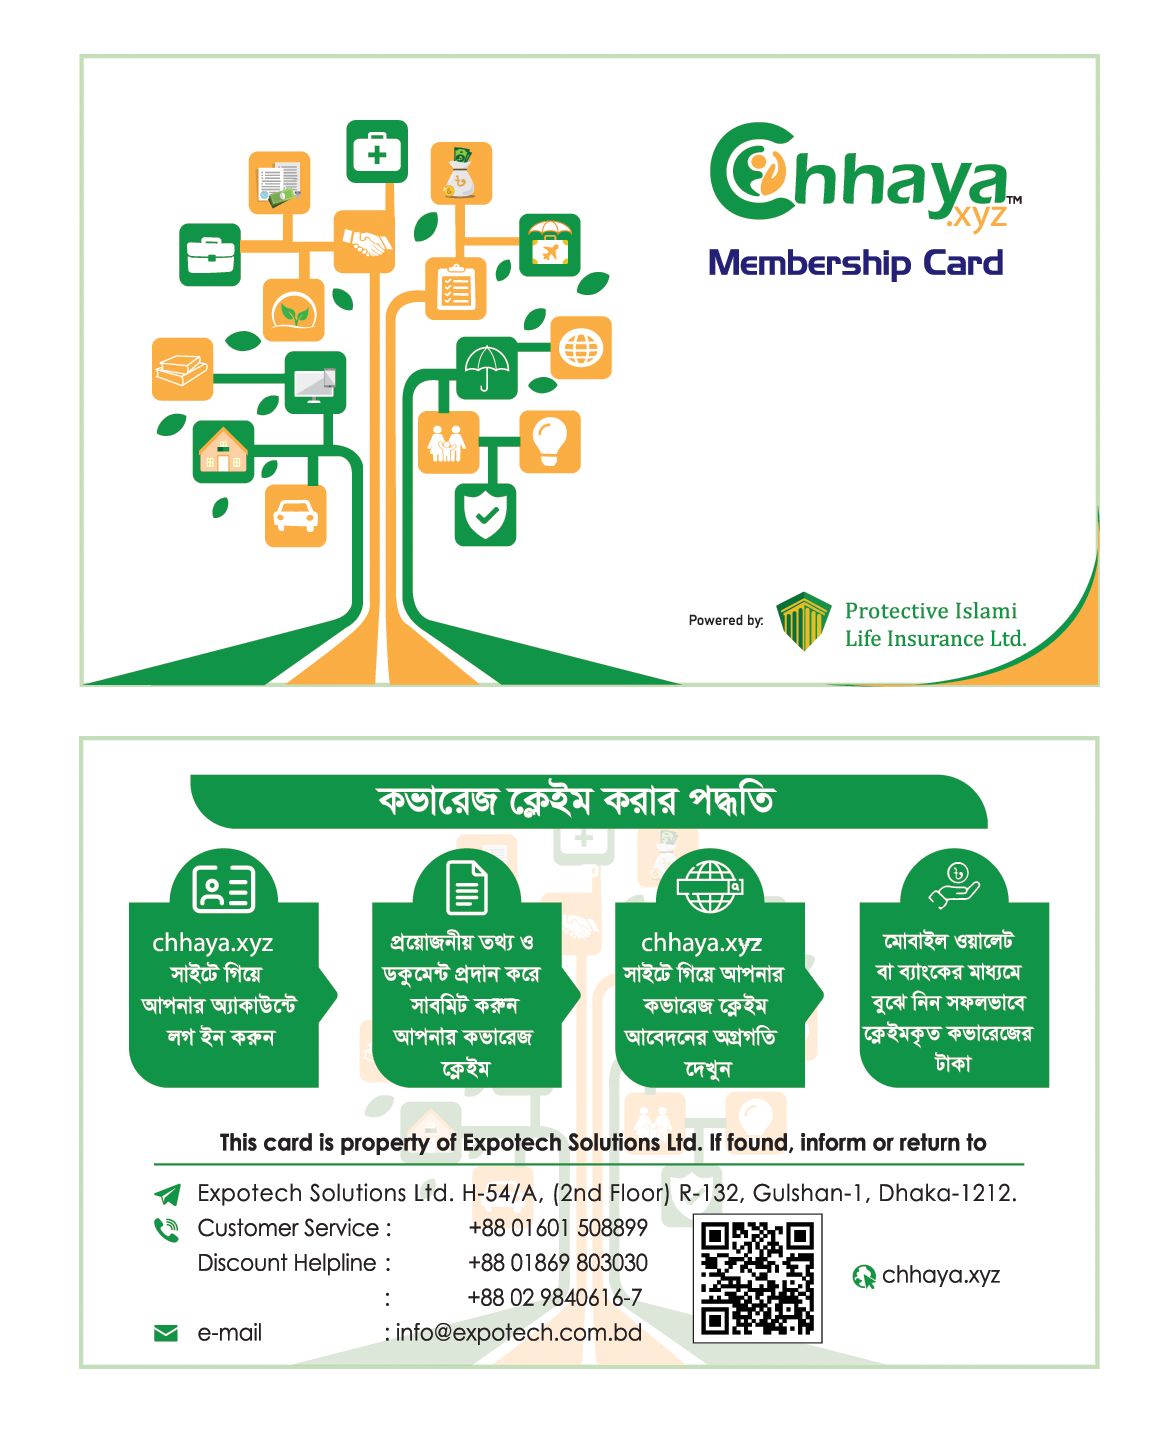 Chhaya™
.xyz
Membership Card
Powered by:
Protective Islami
Life Insurance Ltd.
কভারেজ ক্লেইম করার পদ্ধতি
chhaya.xyz
সাইটে গিয়ে
আপনার অ্যাকাউন্টে
লগ ইন করুন
প্রয়োজনীয় তথ্য ও
ডকুমেন্ট প্রদান করে
সাবমিট করুন
আপনার কভারেজ
ক্লেইম
chhaya.xyz
সাইটে গিয়ে আপনার
কভারেজ ক্লেইম
আবেদনের অগ্রগতি
দেখুন
মোবাইল ওয়ালেট
বা ব্যাংকের মাধ্যমে
বুঝে নিন সফলভাবে
ক্লেইমকৃত কভারেজের
টাকা
This card is property of Expotech Solutions Ltd. If found, inform or return to
Expotech Solutions Ltd. H-54/A, (2nd Floor) R-132, Gulshan-1, Dhaka-1212.
Customer Service : +88 01601 508899
Discount Helpline : +88 01869 803030
: +88 02 9840616-7
e-mail : info@expotech.com.bd
chhaya.xyz